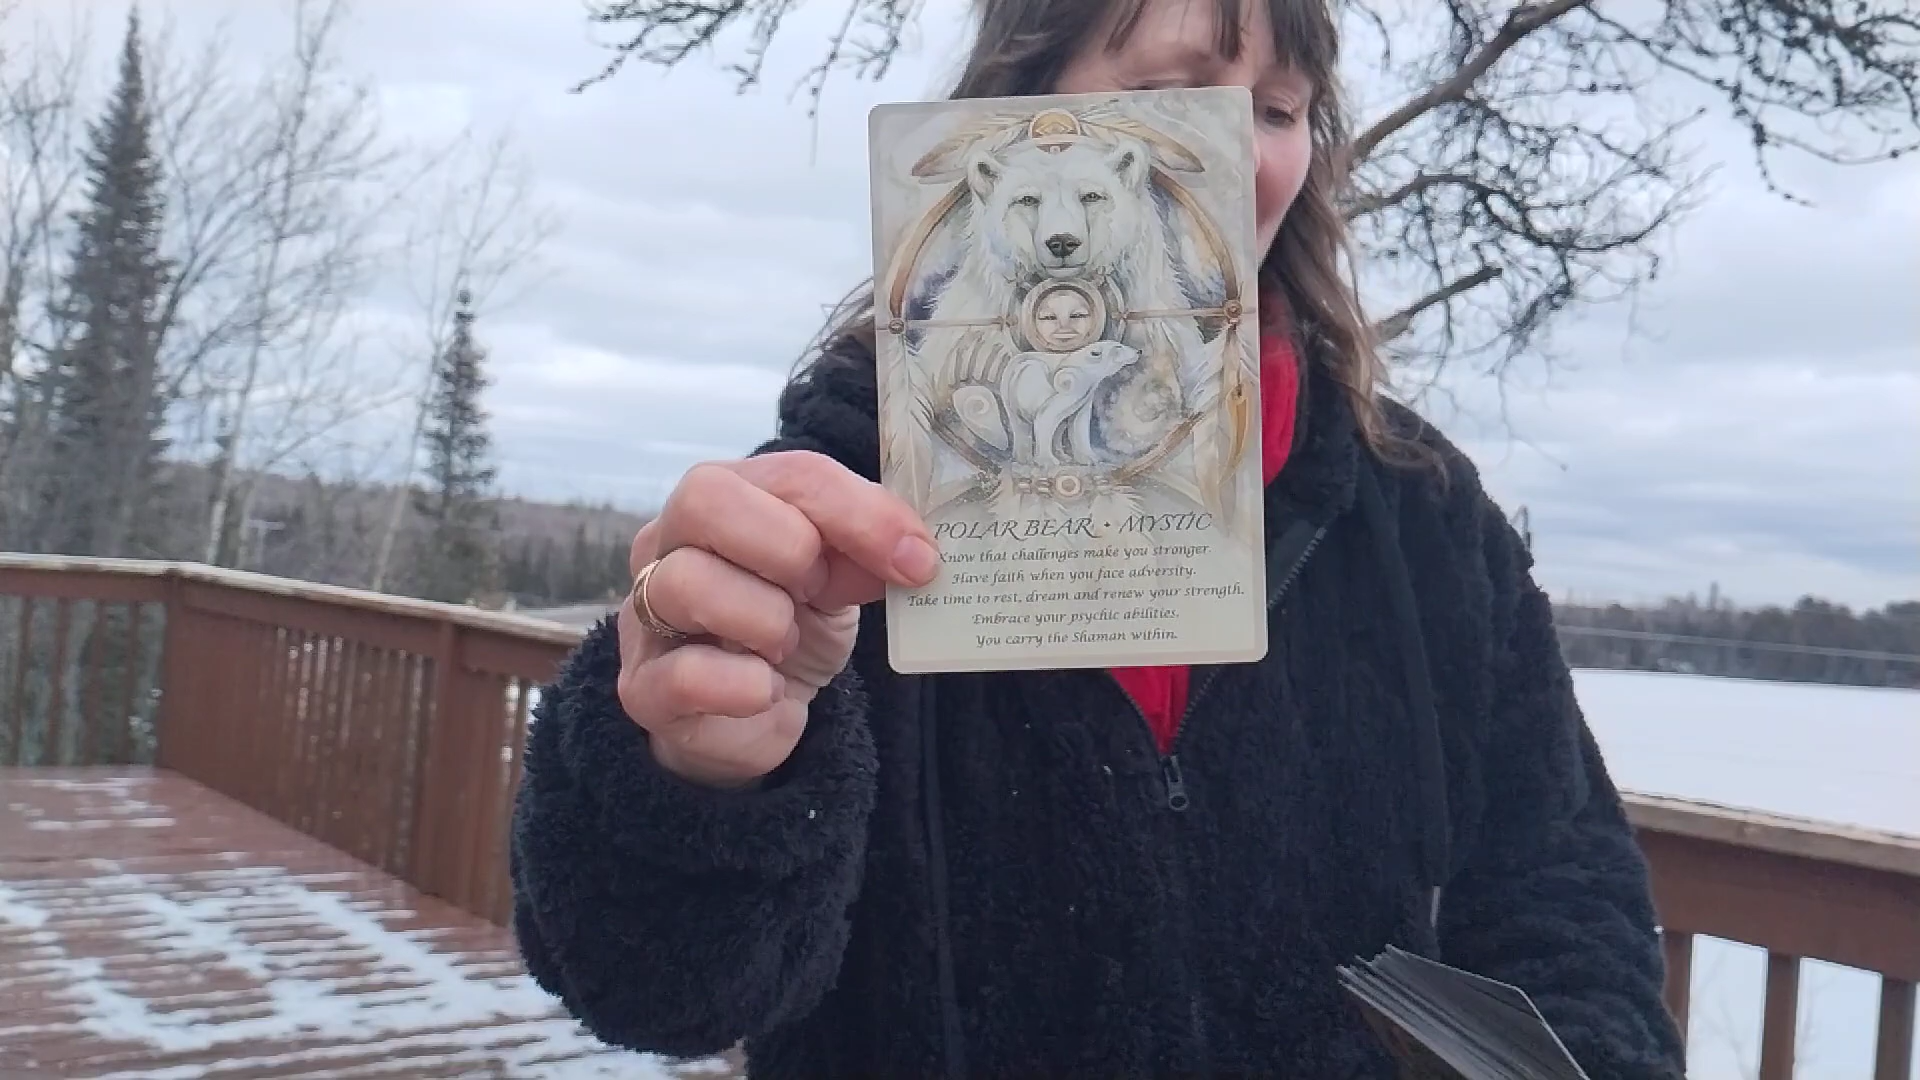 POLAR BEAR • MYSTIC
Know that challenges make you stronger.
Have faith when you face adversity.
Take time to rest, dream and renew your strength.
Embrace your psychic abilities.
You carry the Shaman within.